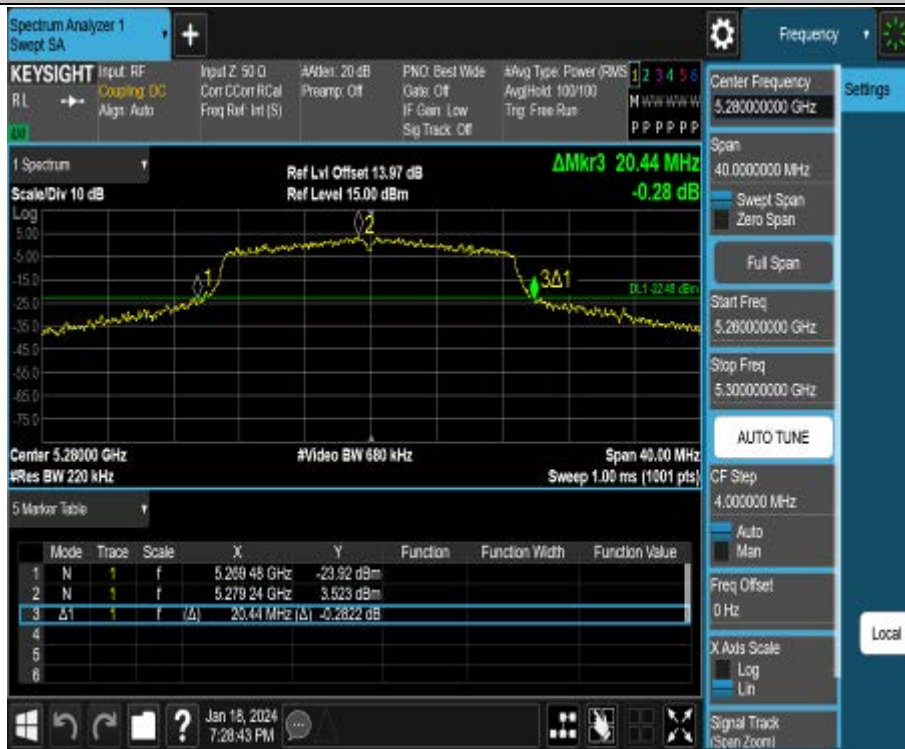 Spectrum Analyzer 1
Swept SA
+
Frequency
KEYSIGHT
RL
Input: RF
Coupling: DC
Align: Auto
Input Z: 50 Ω
Corr CCorr RCal
Freq Ref: Int (S)
#Atten: 20 dB
Preamp: Off
PNO: Best Wide
Gate: Off
IF Gain: Low
Sig Track: Off
#Avg Type: Power (RMS
Avg|Hold: 100/100
Trig: Free Run
1 2 3 4 5 6
M W W W W W
P P P P P P
1 Spectrum
Scale/Div 10 dB
Ref Lvl Offset 13.97 dB
Ref Level 15.00 dBm
ΔMkr3 20.44 MHz
-0.28 dB
Log
5.00
-5.00
-15.0
-25.0
-35.0
-45.0
-55.0
-65.0
-75.0
1
2
3Δ1
DL1 -22.48 dBm
Center 5.28000 GHz
#Res BW 220 kHz
#Video BW 680 kHz
Span 40.00 MHz
Sweep 1.00 ms (1001 pts)
5 Marker Table
Mode Trace Scale X Y Function Function Width Function Value
1 N 1 f 5.269 48 GHz -23.92 dBm
2 N 1 f 5.279 24 GHz 3.523 dBm
3 Δ1 1 f (Δ) 20.44 MHz (Δ) -0.2822 dB
4
5
6
Jan 18, 2024
7:28:43 PM
Center Frequency
5.280000000 GHz
Settings
Span
40.0000000 MHz
Swept Span
Zero Span
Full Span
Start Freq
5.260000000 GHz
Stop Freq
5.300000000 GHz
AUTO TUNE
CF Step
4.000000 MHz
Auto
Man
Freq Offset
0 Hz
X Axis Scale
Log
Lin
Signal Track
(Span Zoom)
Local